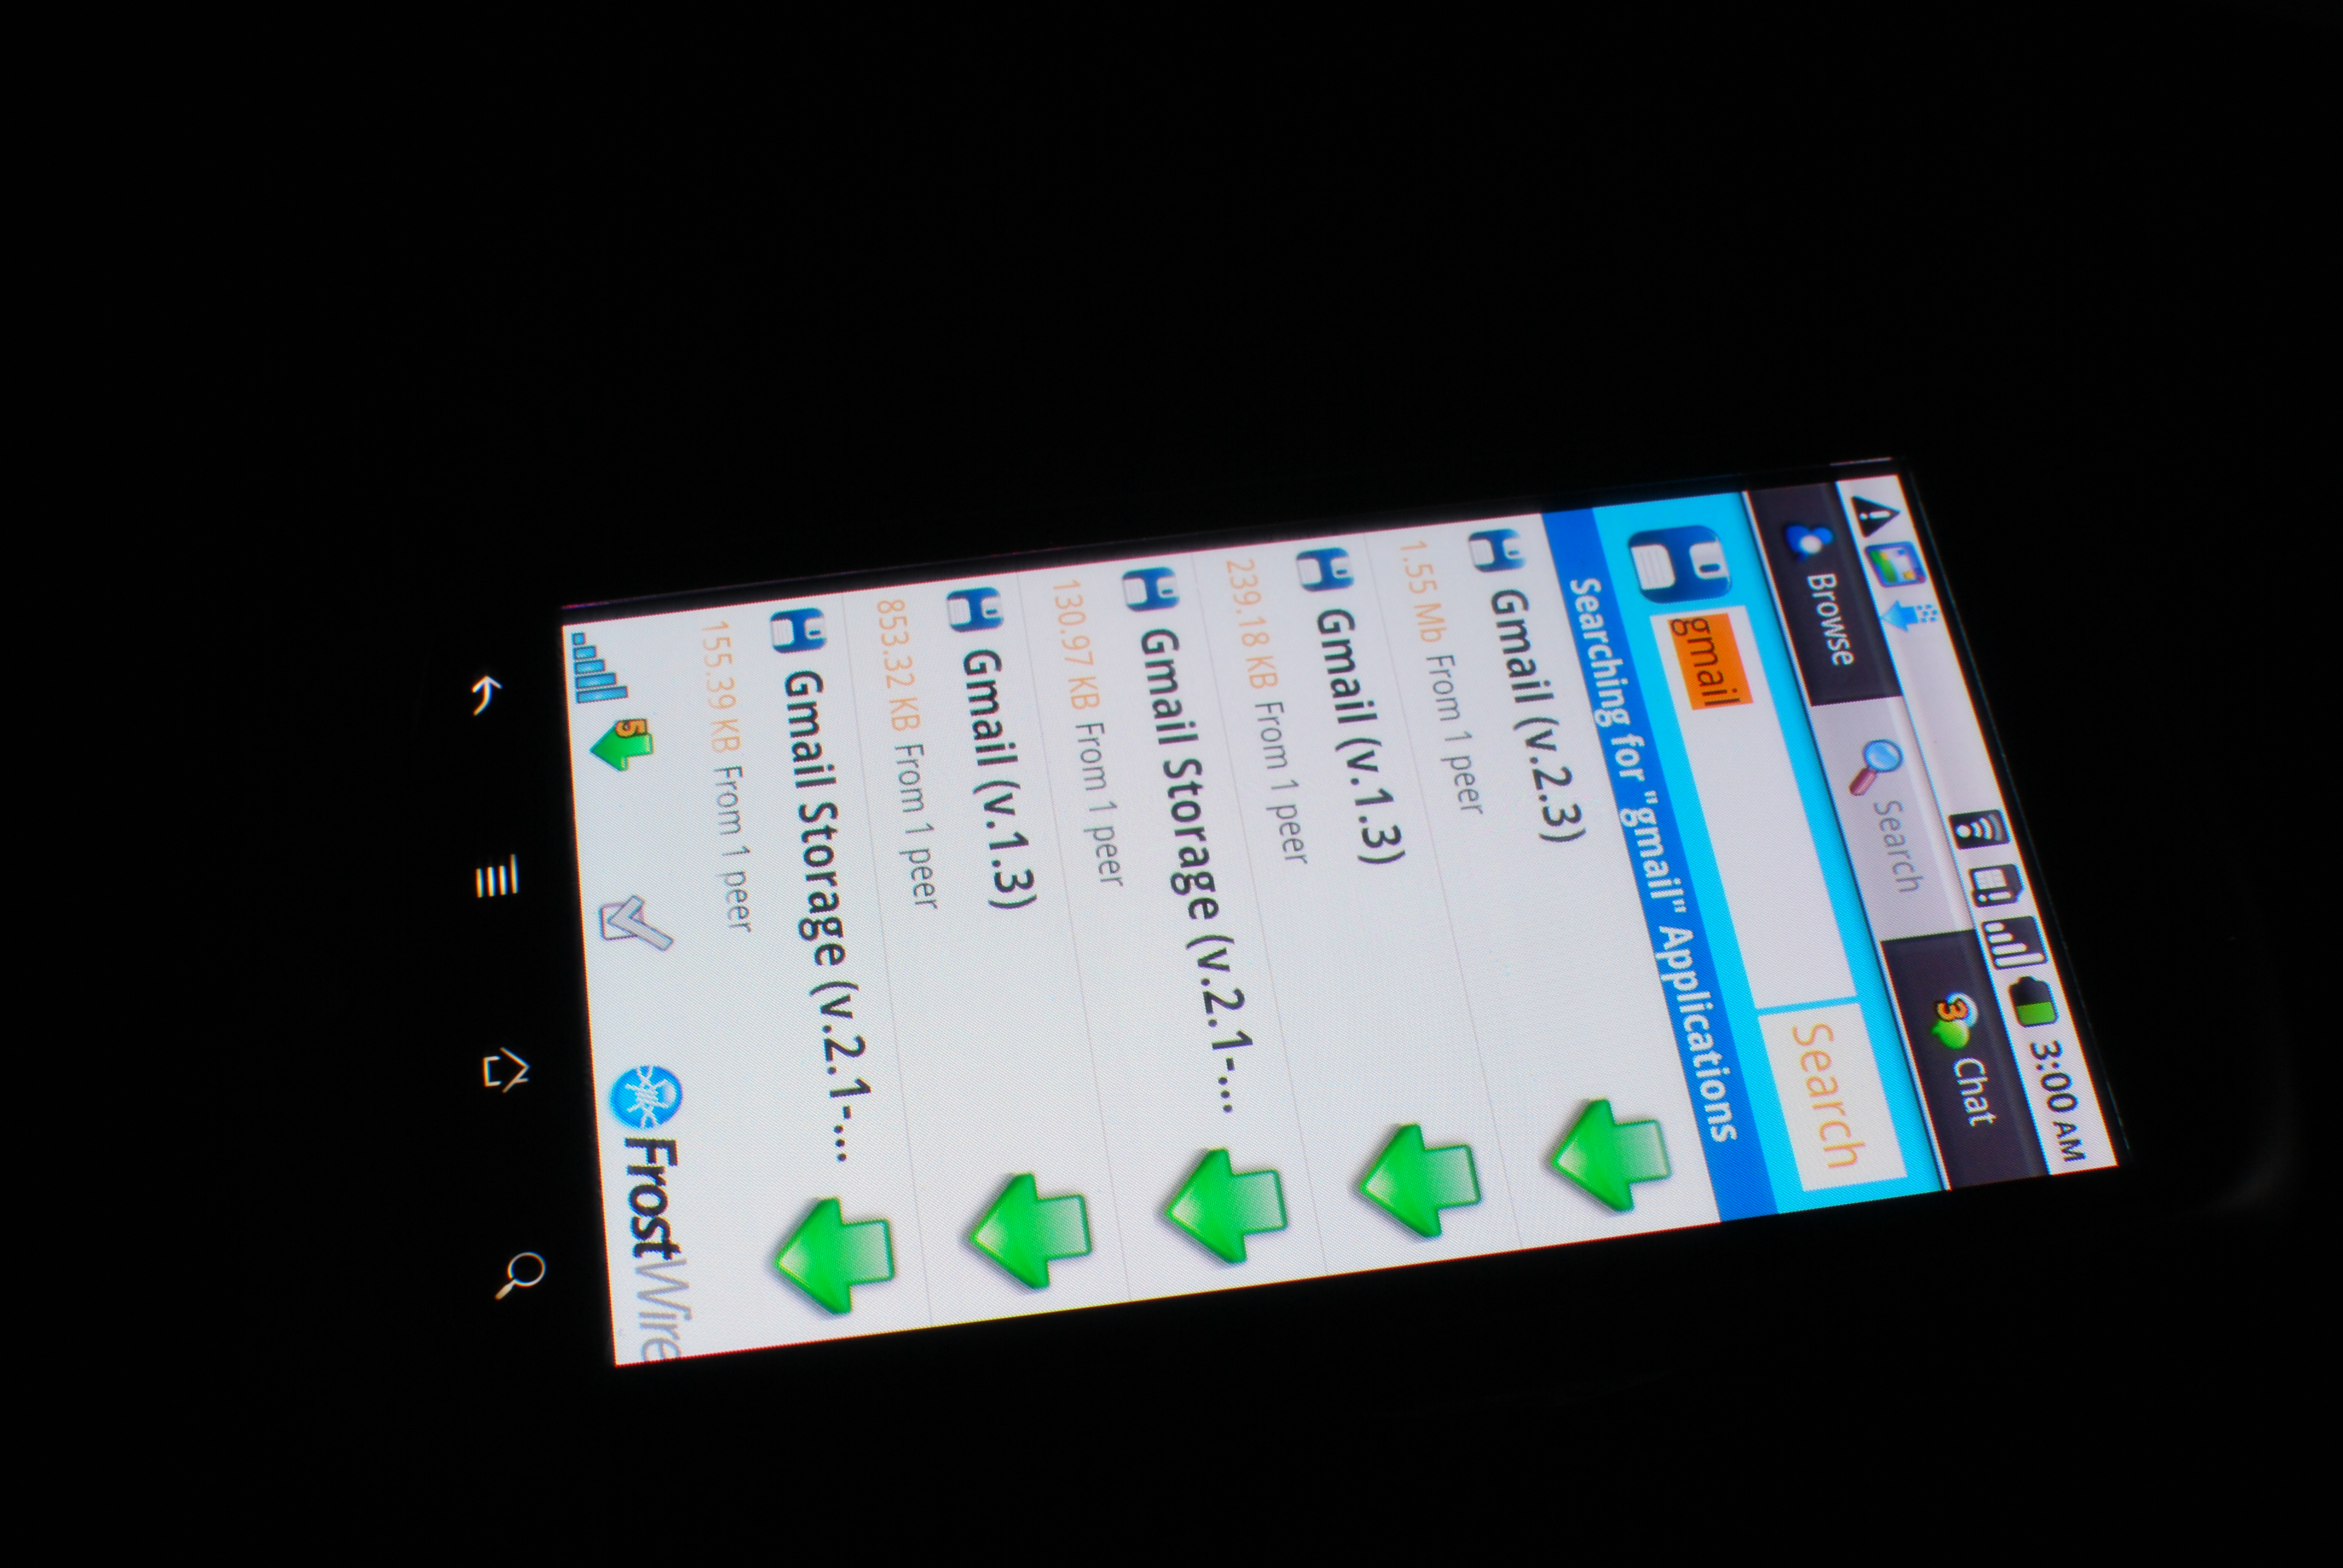 3:00 AM
Browse
Search
3 Chat
gmail
Search
Searching for "gmail" Applications
Gmail (v.2.3)
1.55 Mb From 1 peer
Gmail (v.1.3)
239.18 KB From 1 peer
Gmail Storage (v.2.1-...
130.97 KB From 1 peer
Gmail (v.1.3)
853.32 KB From 1 peer
Gmail Storage (v.2.1-...
155.39 KB From 1 peer
5
FrostWire